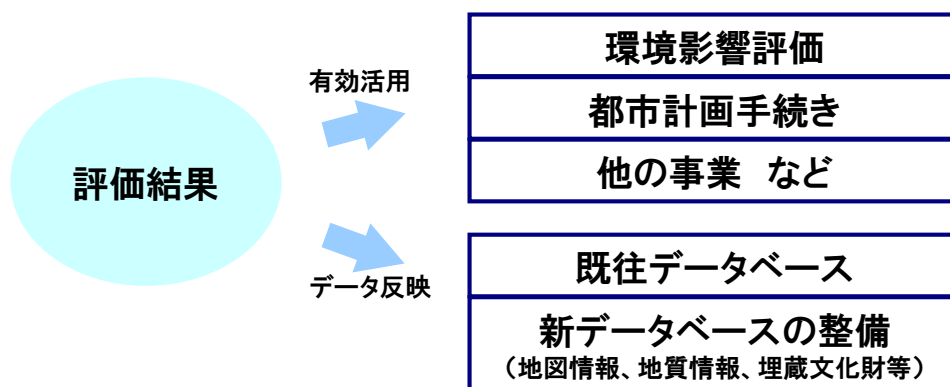 評価結果
有効活用
環境影響評価
都市計画手続き
他の事業 など
データ反映
既往データベース
新データベースの整備
（地図情報、地質情報、埋蔵文化財等）